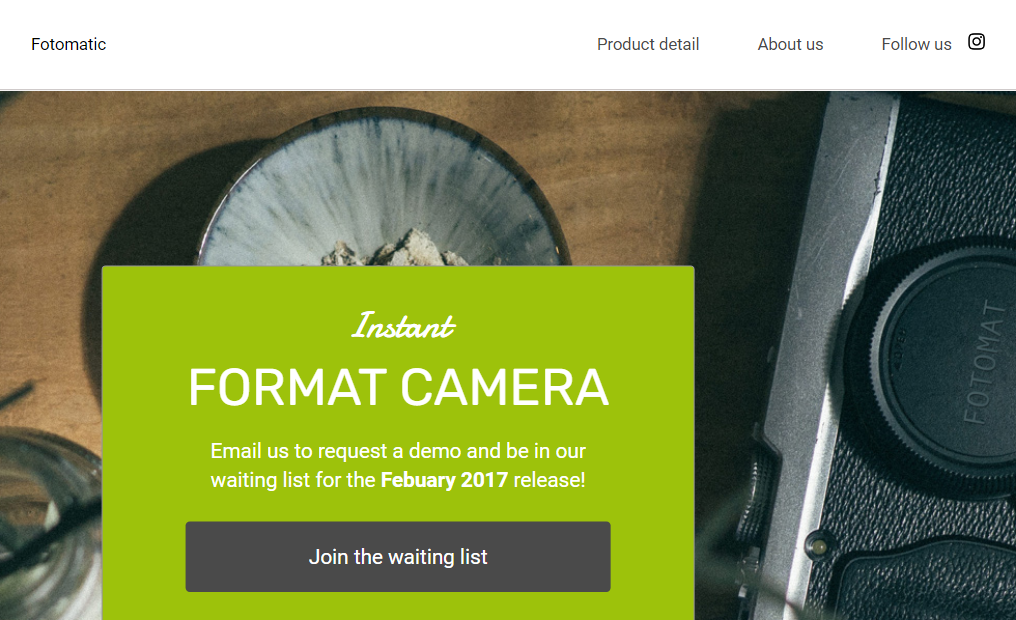 Fotomatic
Product detail
About us
Follow us
Instant
FORMAT CAMERA
Email us to request a demo and be in our
waiting list for the Febuary 2017 release!
Join the waiting list
FOTOMAT